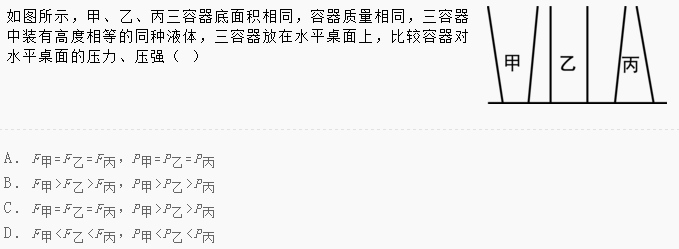 如图所示，甲、乙、丙三容器底面积相同，容器质量相同，三容器
中装有高度相等的同种液体，三容器放在水平桌面上，比较容器对
水平桌面的压力、压强（ ）
甲 乙 丙
A. F甲=F乙=F丙，P甲=P乙=P丙
B. F甲>F乙>F丙，P甲>P乙>P丙
C. F甲=F乙=F丙，P甲>P乙>P丙
D. F甲<F乙<F丙，P甲<P乙<P丙